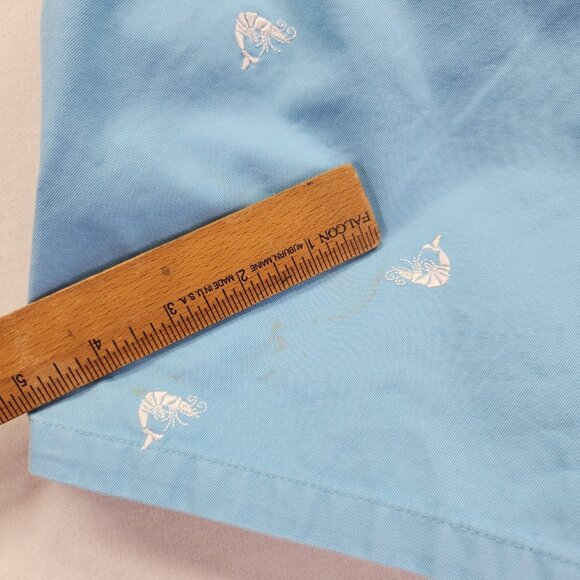 FALCON
AUBURN, MAINE
MADE IN U.S.A.
1 2 3 4 5